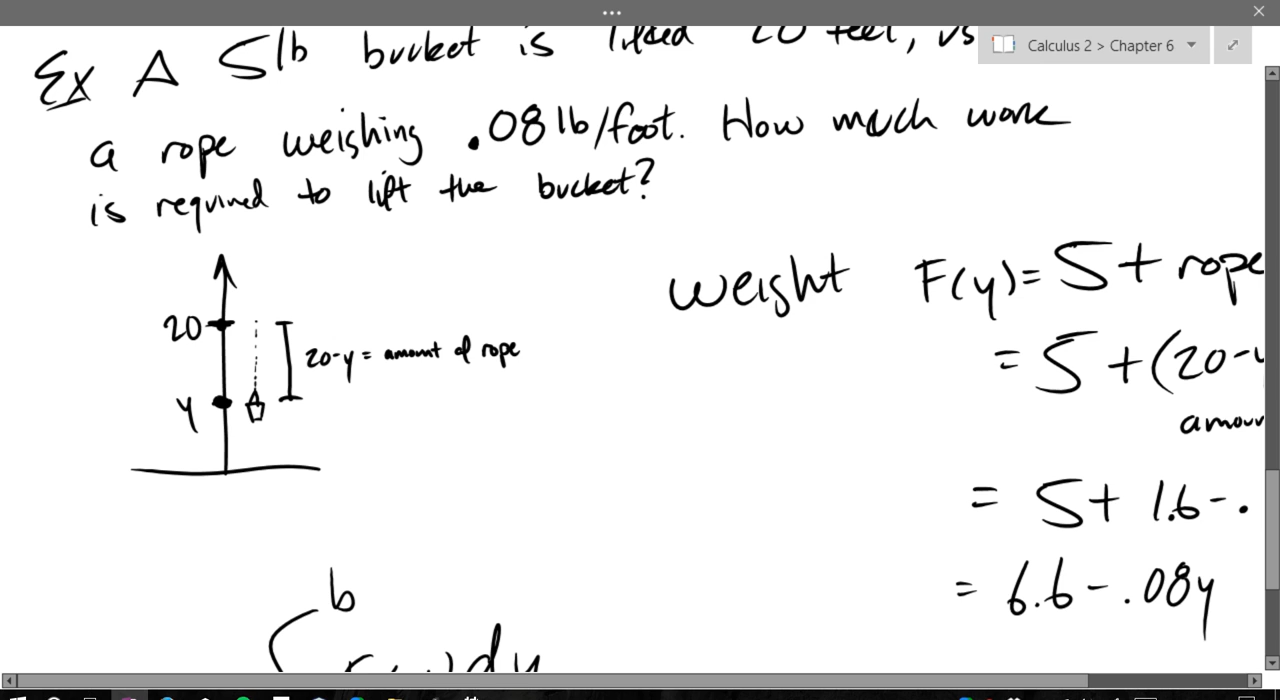 Calculus 2 > Chapter 6
Ex A 5lb bucket is lifted 20 feet, us
a rope weighing .08 lb/foot. How much work
is required to lift the bucket?
weight F(y) = 5 + rope
20
20-y = amount of rope
= 5 + (20-y
y
amoun
= 5 + 1.6 - .
= 6.6 - .08y
b